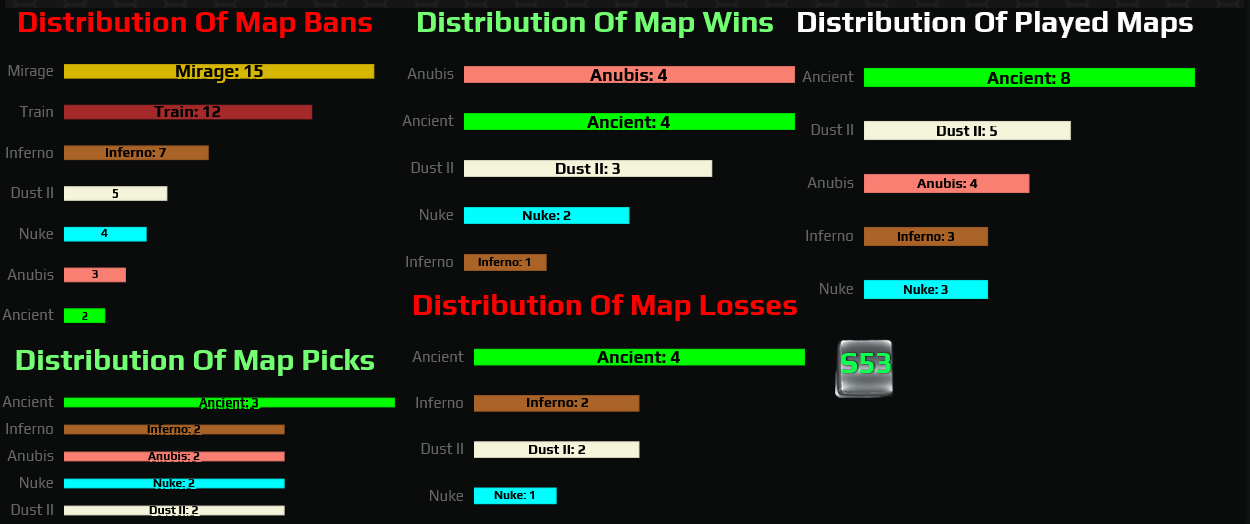 Distribution Of Map Bans
Mirage Mirage: 15
Train Train: 12
Inferno Inferno: 7
Dust II 5
Nuke 4
Anubis 3
Ancient 2
Distribution Of Map Picks
Ancient Ancient: 3
Inferno Inferno: 2
Anubis Anubis: 2
Nuke Nuke: 2
Dust II Dust II: 2
Distribution Of Map Wins
Anubis Anubis: 4
Ancient Ancient: 4
Dust II Dust II: 3
Nuke Nuke: 2
Inferno Inferno: 1
Distribution Of Map Losses
Ancient Ancient: 4
Inferno Inferno: 2
Dust II Dust II: 2
Nuke Nuke: 1
Distribution Of Played Maps
Ancient Ancient: 8
Dust II Dust II: 5
Anubis Anubis: 4
Inferno Inferno: 3
Nuke Nuke: 3
S53